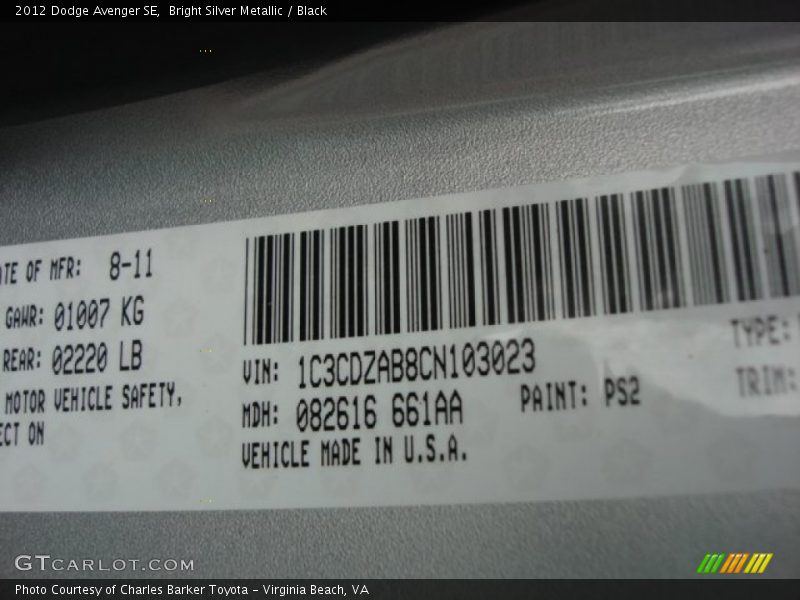 2012 Dodge Avenger SE,  Bright Silver Metallic / Black
ATE OF MFR: 8-11
GAWR: 01007 KG
REAR: 02220 LB
MOTOR VEHICLE SAFETY,
ECT ON
VIN: 1C3CDZAB8CN103023
MDH: 082616 661AA
PAINT: PS2
VEHICLE MADE IN U.S.A.
TYPE:
TRIM:
GTCARLOT.COM
Photo Courtesy of Charles Barker Toyota - Virginia Beach, VA